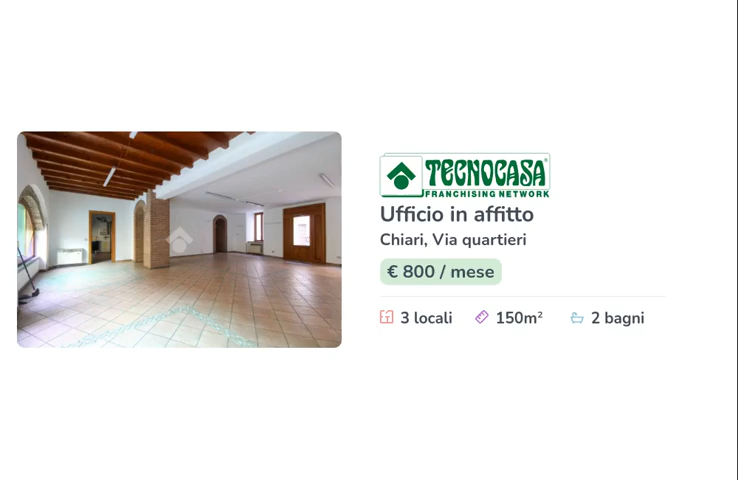 TECNOCASA®
FRANCHISING NETWORK
Ufficio in affitto
Chiari, Via quartieri
€ 800 / mese
3 locali
150m²
2 bagni